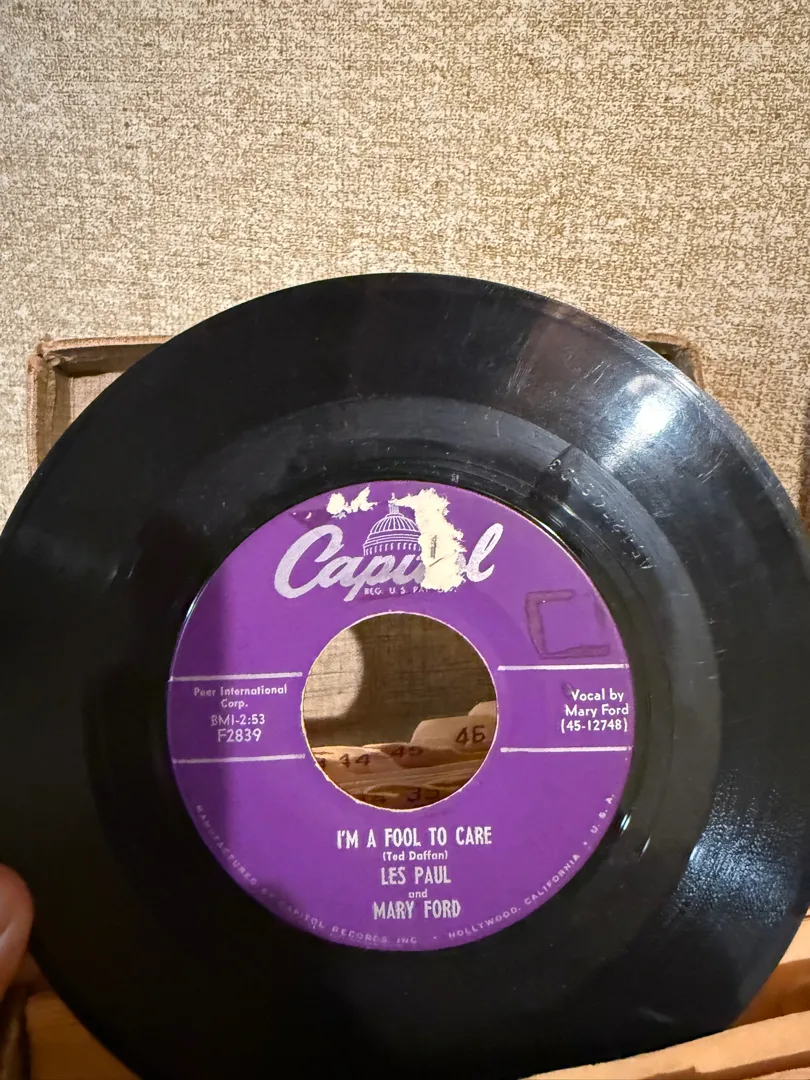 Capitol
REG. U.S. PAT. OFF.
Peer International
Corp.
BMI-2:53
F2839
Vocal by
Mary Ford
(45-12748)
44 45 46
I'M A FOOL TO CARE
(Ted Daffan)
LES PAUL
and
MARY FORD
MANUFACTURED BY CAPITOL RECORDS, INC. • HOLLYWOOD, CALIFORNIA • U.S.A.